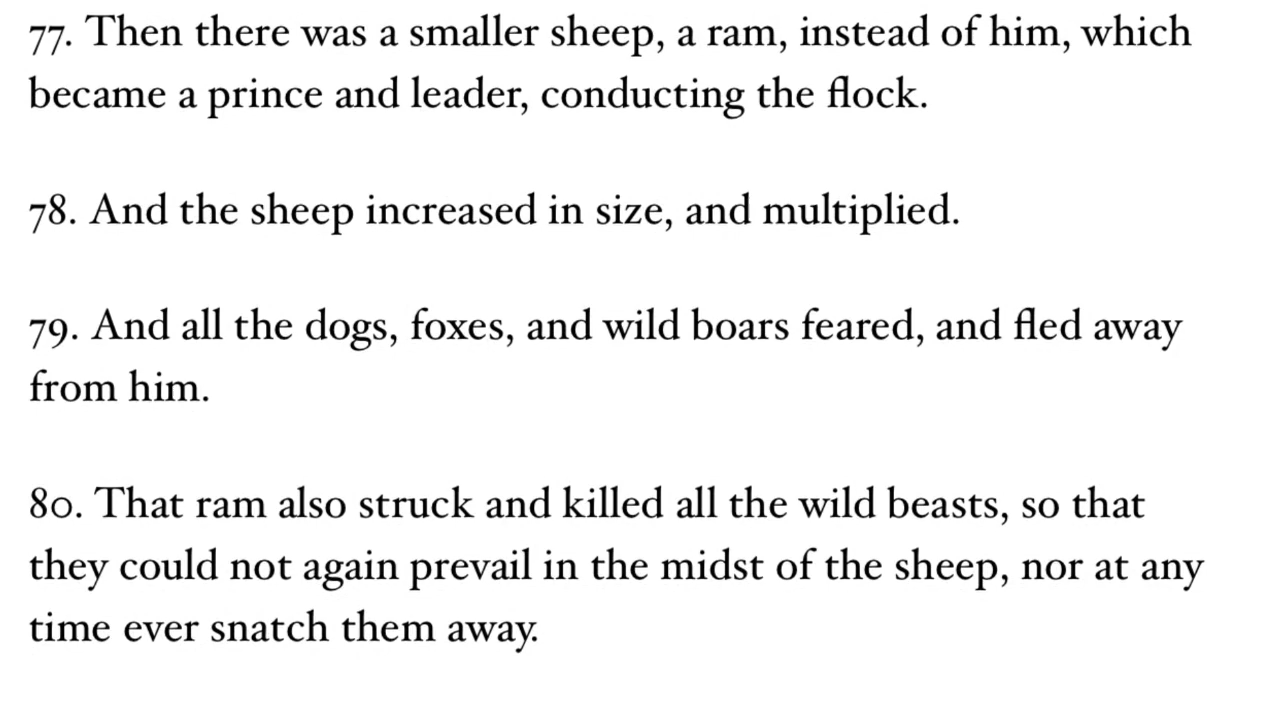 77. Then there was a smaller sheep, a ram, instead of him, which
became a prince and leader, conducting the flock.
78. And the sheep increased in size, and multiplied.
79. And all the dogs, foxes, and wild boars feared, and fled away
from him.
80. That ram also struck and killed all the wild beasts, so that
they could not again prevail in the midst of the sheep, nor at any
time ever snatch them away.